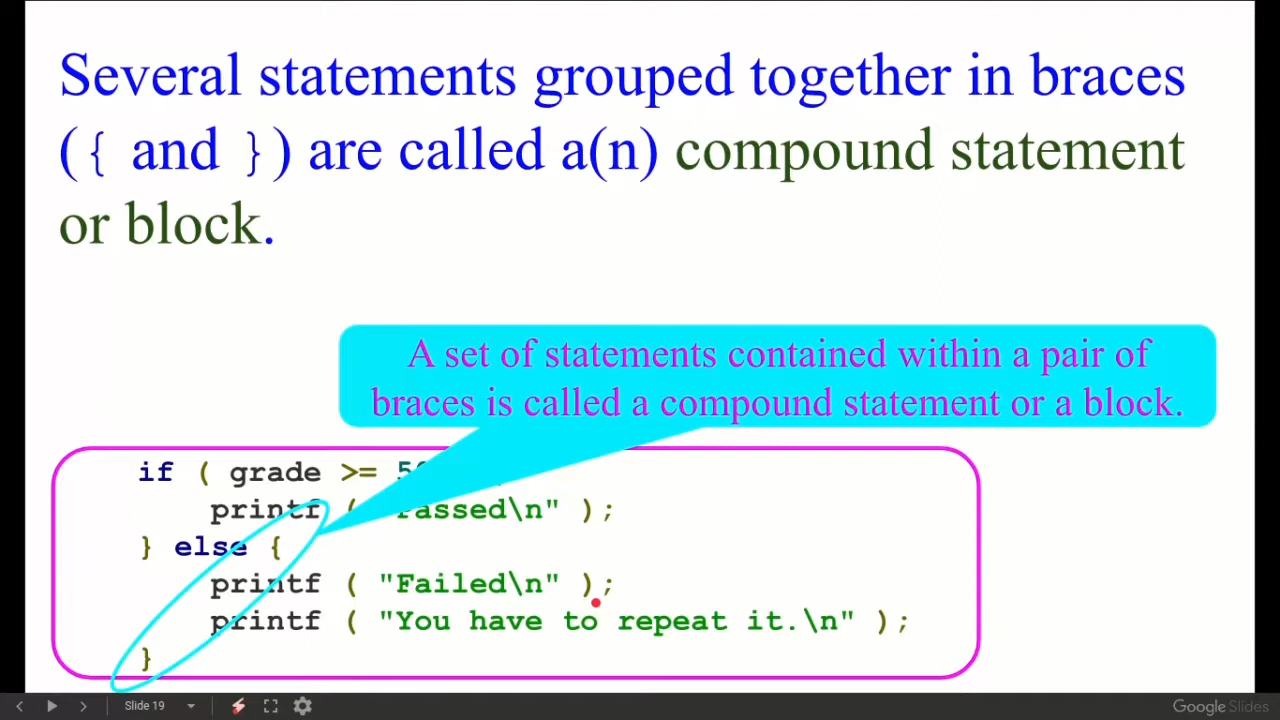 Several statements grouped together in braces
({ and }) are called a(n) compound statement
or block.
A set of statements contained within a pair of
braces is called a compound statement or a block.
if ( grade >=
printf ( "Passed\n" );
} else {
printf ( "Failed\n" );
printf ( "You have to repeat it.\n" );
}
Slide 19
Google Slides